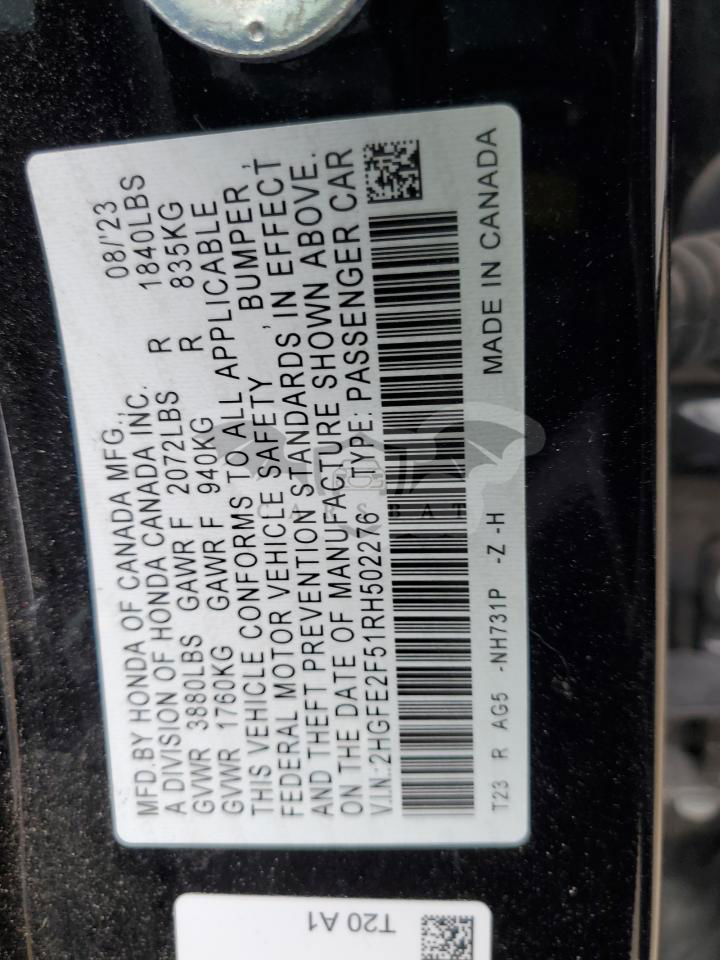 MFD.BY HONDA OF CANADA MFG., 08/'23
A DIVISION OF HONDA CANADA INC.
GVWR 3880LBS GAWR F 2072LBS R 1840LBS
GVWR 1760KG GAWR F 940KG R 835KG
THIS VEHICLE CONFORMS TO ALL APPLICABLE
FEDERAL MOTOR VEHICLE SAFETY, BUMPER,
AND THEFT PREVENTION STANDARDS IN EFFECT
ON THE DATE OF MANUFACTURE SHOWN ABOVE.
V.I.N.:2HGFE2F51RH502276 TYPE: PASSENGER CAR
T23 R AG5 -NH731P -Z -H MADE IN CANADA
T20 A1